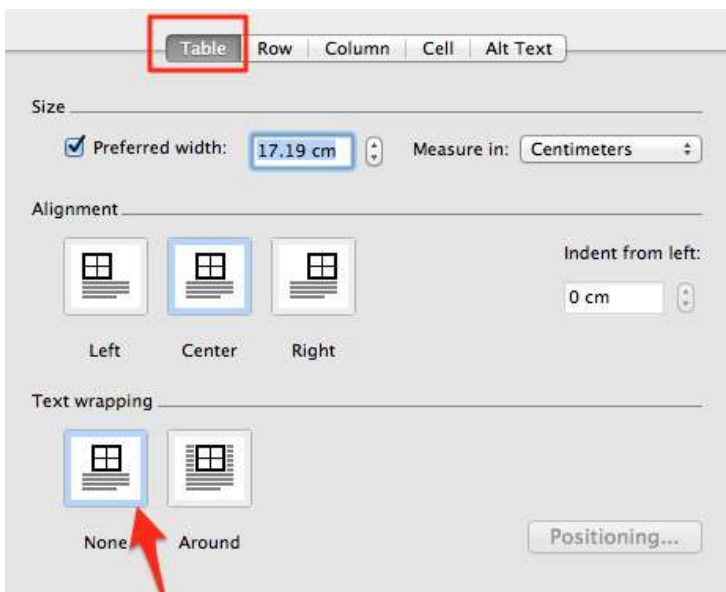 Table Row Column Cell Alt Text
Size
Preferred width: 17.19 cm Measure in: Centimeters
Alignment
Indent from left:
0 cm
Left Center Right
Text wrapping
None Around
Positioning...